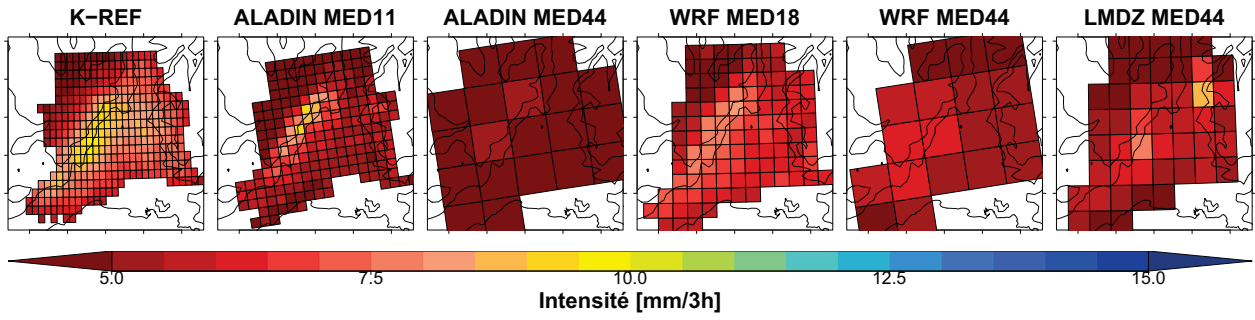 K−REF ALADIN MED11 ALADIN MED44 WRF MED18 WRF MED44 LMDZ MED44
5.0 7.5 10.0 12.5 15.0
Intensité [mm/3h]